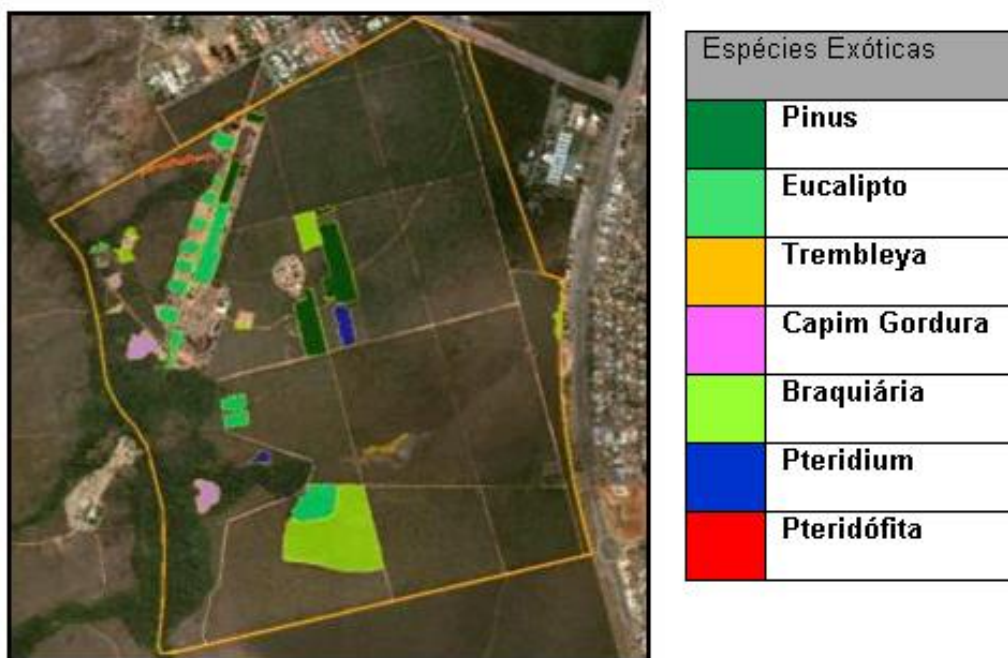 Espécies Exóticas
Pinus
Eucalipto
Trembleya
Capim Gordura
Braquiária
Pteridium
Pteridófita